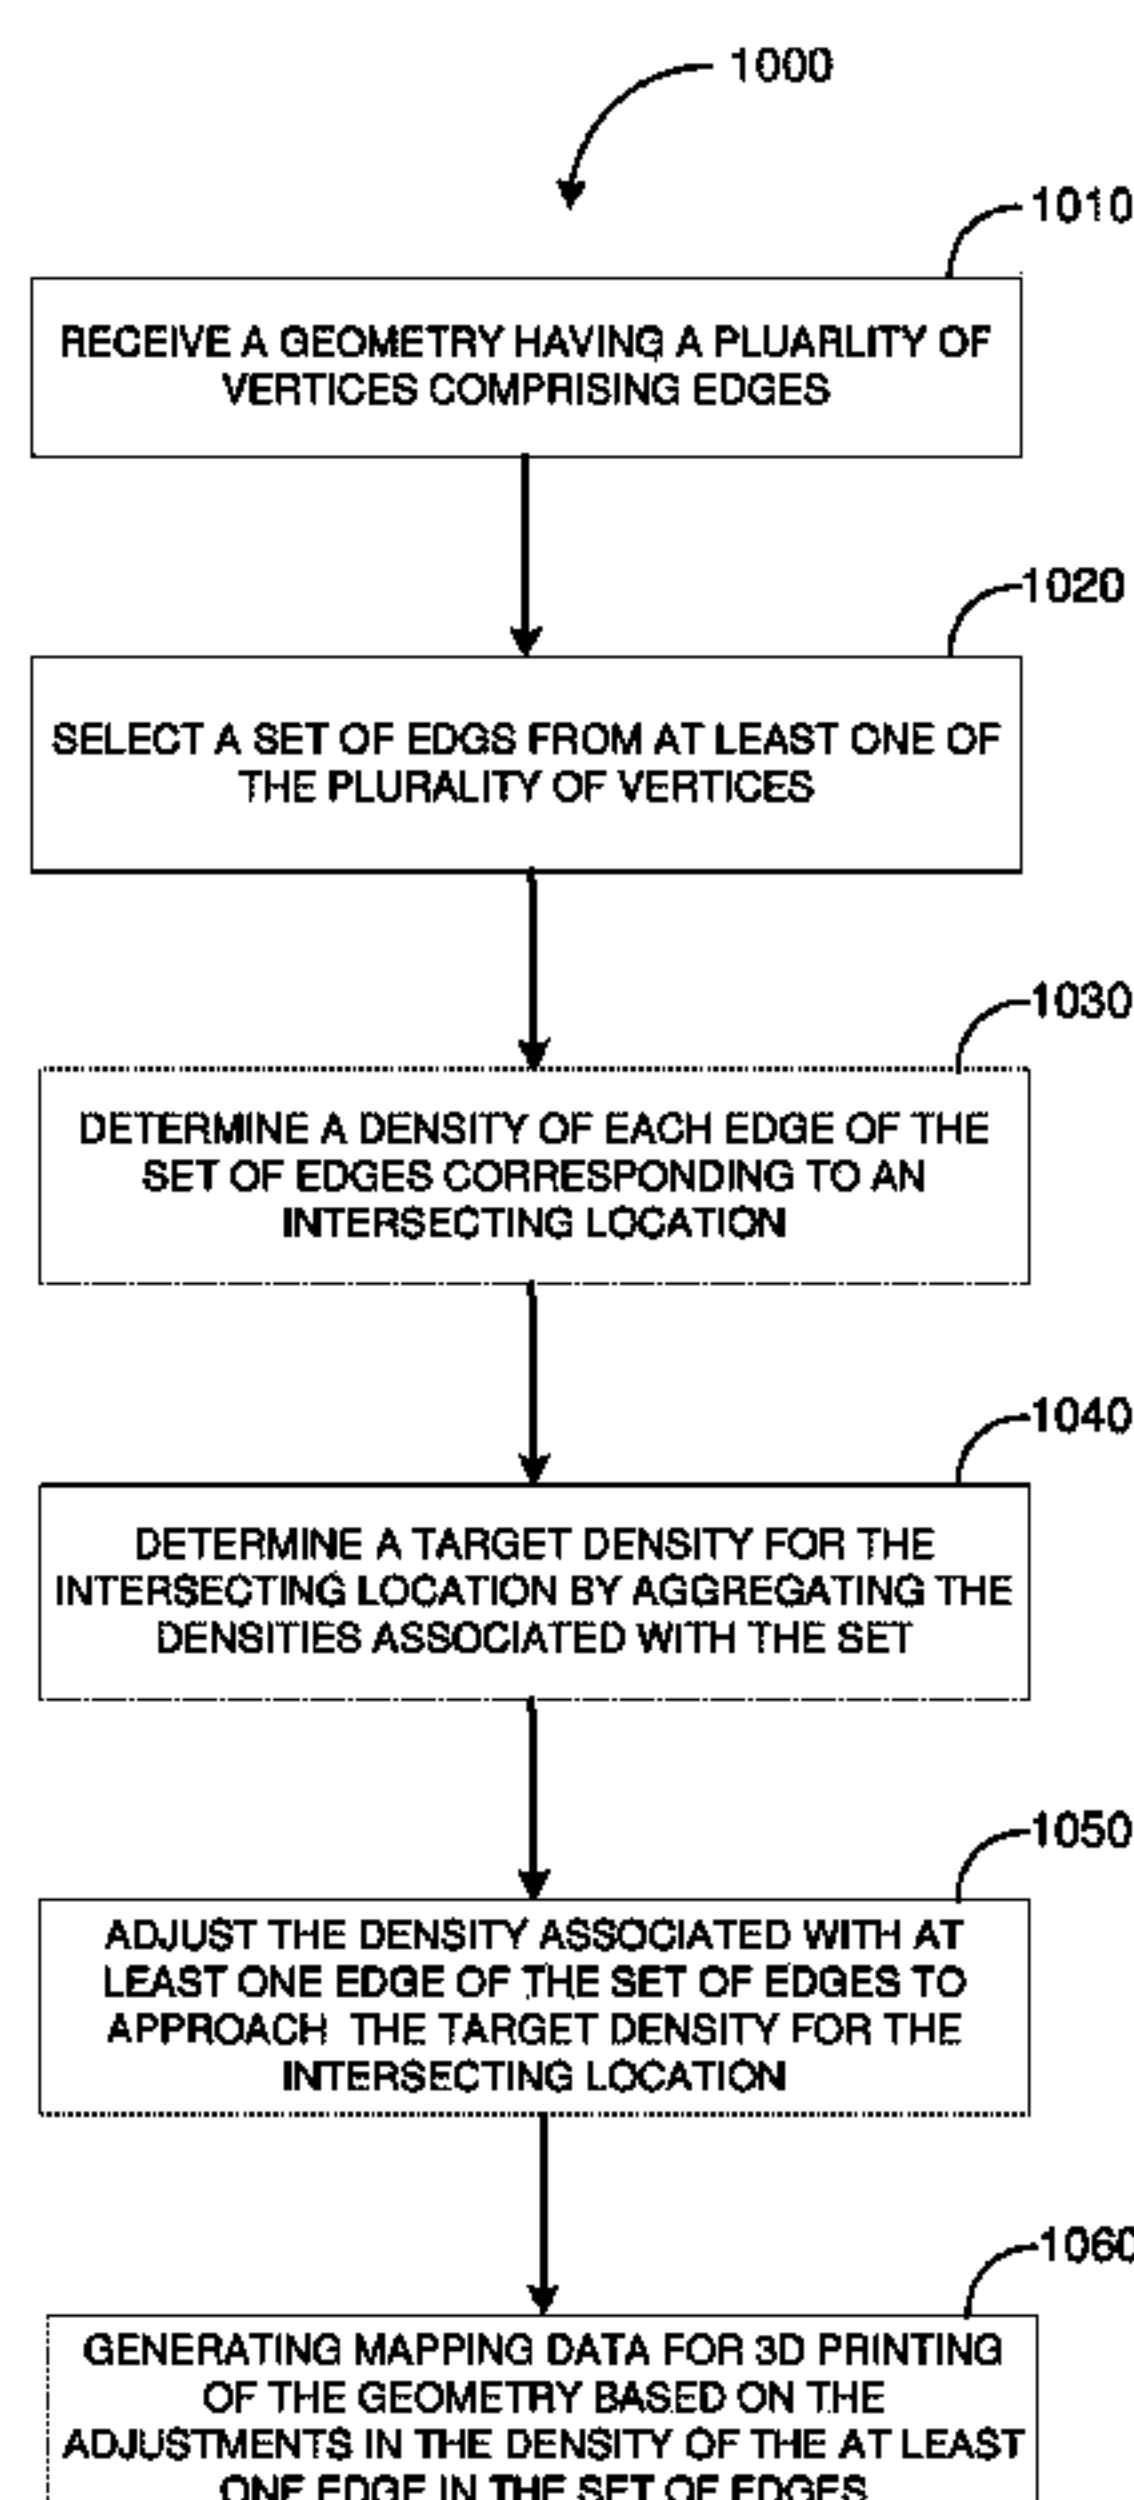 1000
1010
RECEIVE A GEOMETRY HAVING A PLUARLITY OF
VERTICES COMPRISING EDGES
1020
SELECT A SET OF EDGS FROM AT LEAST ONE OF
THE PLURALITY OF VERTICES
1030
DETERMINE A DENSITY OF EACH EDGE OF THE
SET OF EDGES CORRESPONDING TO AN
INTERSECTING LOCATION
1040
DETERMINE A TARGET DENSITY FOR THE
INTERSECTING LOCATION BY AGGREGATING THE
DENSITIES ASSOCIATED WITH THE SET
1050
ADJUST THE DENSITY ASSOCIATED WITH AT
LEAST ONE EDGE OF THE SET OF EDGES TO
APPROACH THE TARGET DENSITY FOR THE
INTERSECTING LOCATION
1060
GENERATING MAPPING DATA FOR 3D PRINTING
OF THE GEOMETRY BASED ON THE
ADJUSTMENTS IN THE DENSITY OF THE AT LEAST
ONE EDGE IN THE SET OF EDGES